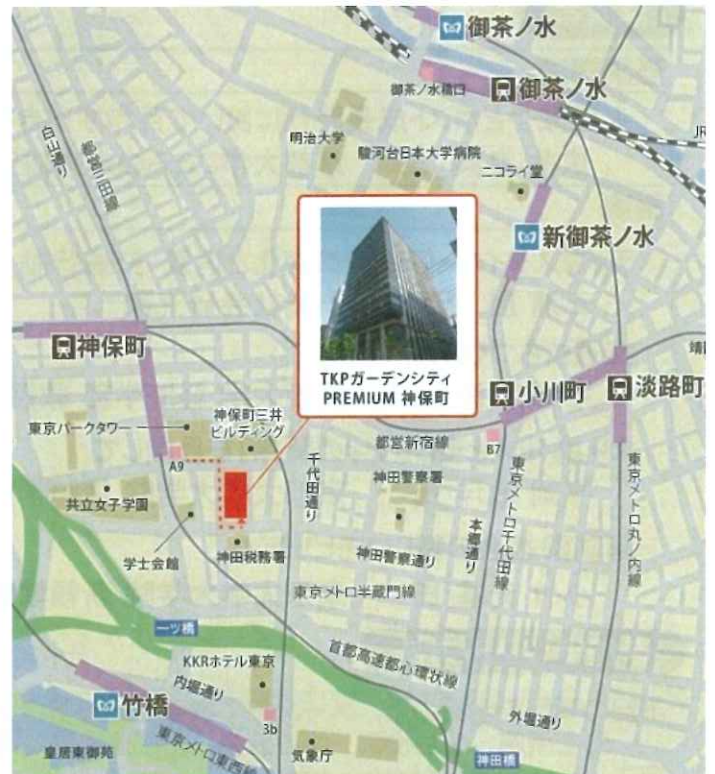 御茶ノ水
御茶ノ水
御茶ノ水橋口
JR
明治大学
駿河台日本大学病院
ニコライ堂
白山通り
都営三田線
新御茶ノ水
神保町
TKPガーデンシティ
PREMIUM 神保町
小川町
淡路町
靖国
東京パークタワー
神保町三井
ビルディング
A9
都営新宿線
B7
千代田通り
神田警察署
共立女子学園
学士会館
神田税務署
神田警察通り
本郷通り
東京メトロ千代田線
東京メトロ丸ノ内線
東京メトロ半蔵門線
一ツ橋
首都高速都心環状線
KKRホテル東京
内堀通り
竹橋
3b
東京メトロ東西線
皇居東御苑
気象庁
外堀通り
神田橋